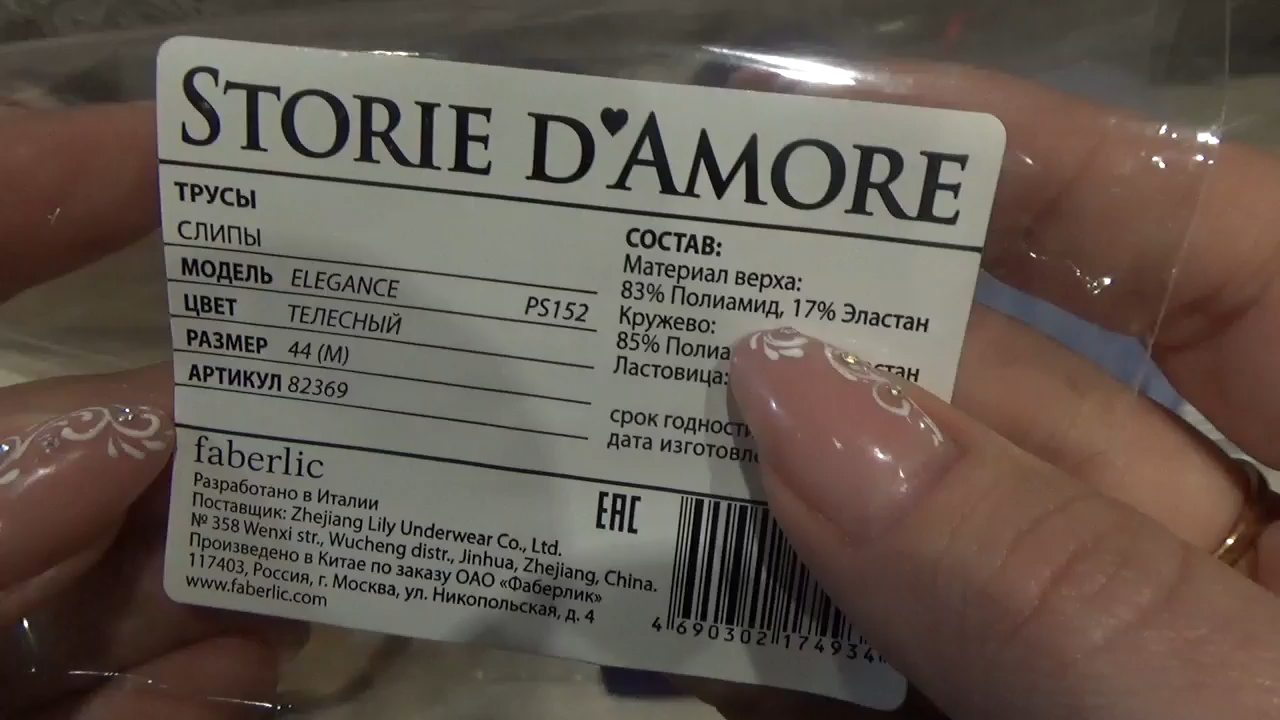 STORIE D'AMORE
ТРУСЫ
СЛИПЫ
МОДЕЛЬ ELEGANCE PS152
ЦВЕТ ТЕЛЕСНЫЙ
РАЗМЕР 44 (M)
АРТИКУЛ 82369
СОСТАВ:
Материал верха:
83% Полиамид, 17% Эластан
Кружево:
85%
Ластовица:
срок годности
дата
faberlic
Разработано в Италии
Поставщик: Zhejiang Lily Underwear Co., Ltd.
№ 358 Wenxi str., Wucheng distr., Jinhua, Zhejiang, China.
Произведено в Китае по заказу ОАО «Фаберлик»
117403, Россия, г. Москва, ул. Никопольская, д. 4
www.faberlic.com
EAC
4 690302 174934